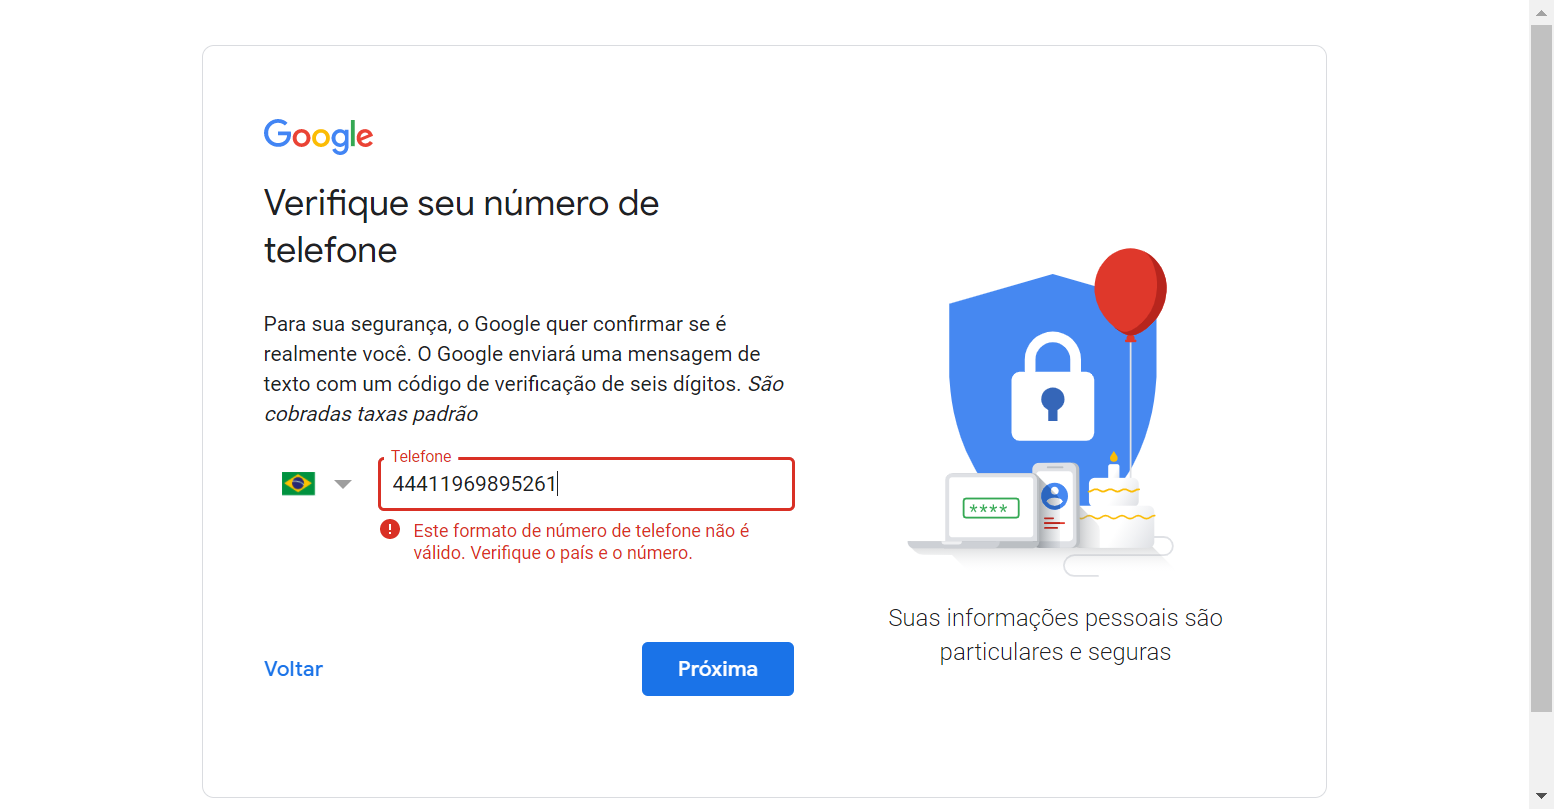 Google
Verifique seu número de
telefone
Para sua segurança, o Google quer confirmar se é
realmente você. O Google enviará uma mensagem de
texto com um código de verificação de seis dígitos. São
cobradas taxas padrão
Telefone
44411969895261
Este formato de número de telefone não é
válido. Verifique o país e o número.
Voltar
Próxima
****
Suas informações pessoais são
particulares e seguras